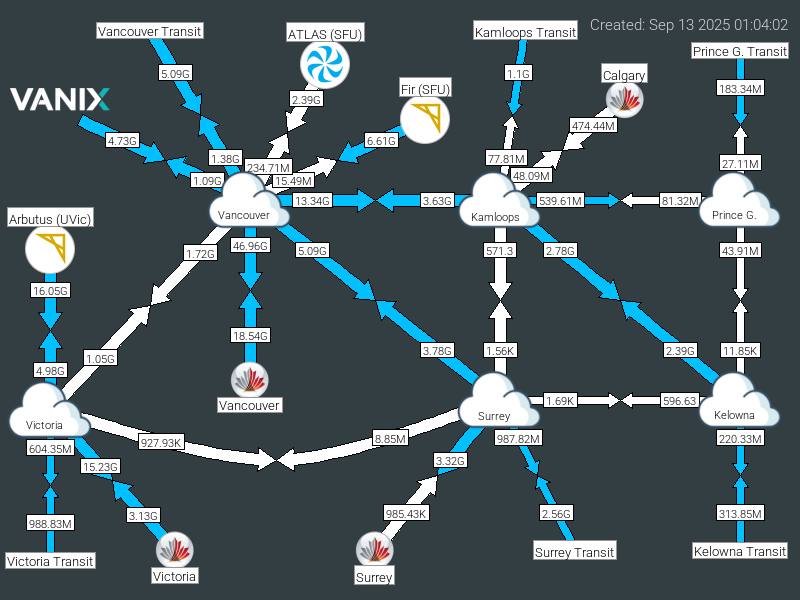 Created: Sep 13 2025 01:04:02
Vancouver Transit
ATLAS (SFU)
Kamloops Transit
Prince G. Transit
5.09G
1.1G
Calgary
183.34M
VANIX
2.39G
Fir (SFU)
474.44M
4.73G
6.61G
1.38G
234.71M
77.81M
27.11M
1.09G
15.49M
48.09M
13.34G
3.63G
539.61M
81.32M
Arbutus (UVic)
Vancouver
Kamloops
Prince G.
1.72G
46.96G
5.09G
571.3
2.78G
43.91M
16.05G
18.54G
1.05G
3.78G
1.56K
2.39G
11.85K
4.98G
Vancouver
1.69K
596.63
Victoria
Surrey
Kelowna
604.35M
927.93K
8.85M
987.82M
220.33M
15.23G
3.32G
988.83M
3.13G
985.43K
2.56G
313.85M
Victoria Transit
Victoria
Surrey
Surrey Transit
Kelowna Transit